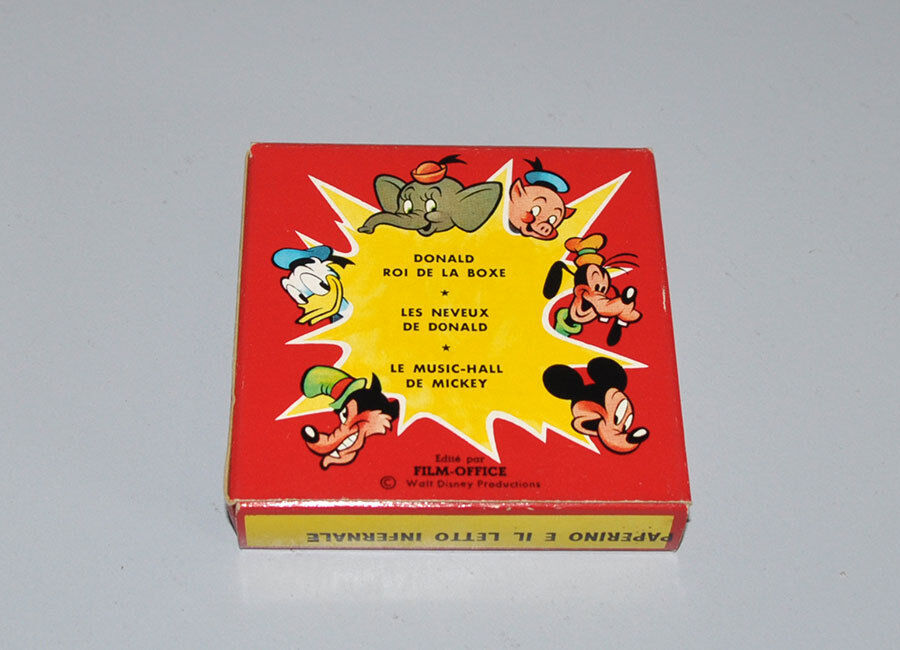 DONALD
ROI DE LA BOXE
★
LES NEVEUX
DE DONALD
★
LE MUSIC-HALL
DE MICKEY
Edité par
FILM-OFFICE
© Walt Disney Productions
PAPERINO E IL LETTO INFERNALE